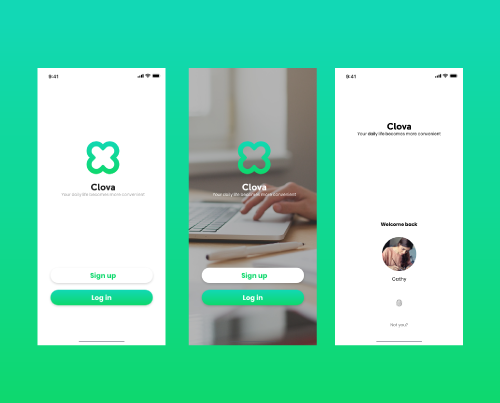 9:41
Clova
Your daily life becomes more convenient
Sign up
Log in
Clova
Your daily life becomes more convenient
Sign up
Log in
9:41
Clova
Your daily life becomes more convenient
Welcome back
Cathy
Not you?